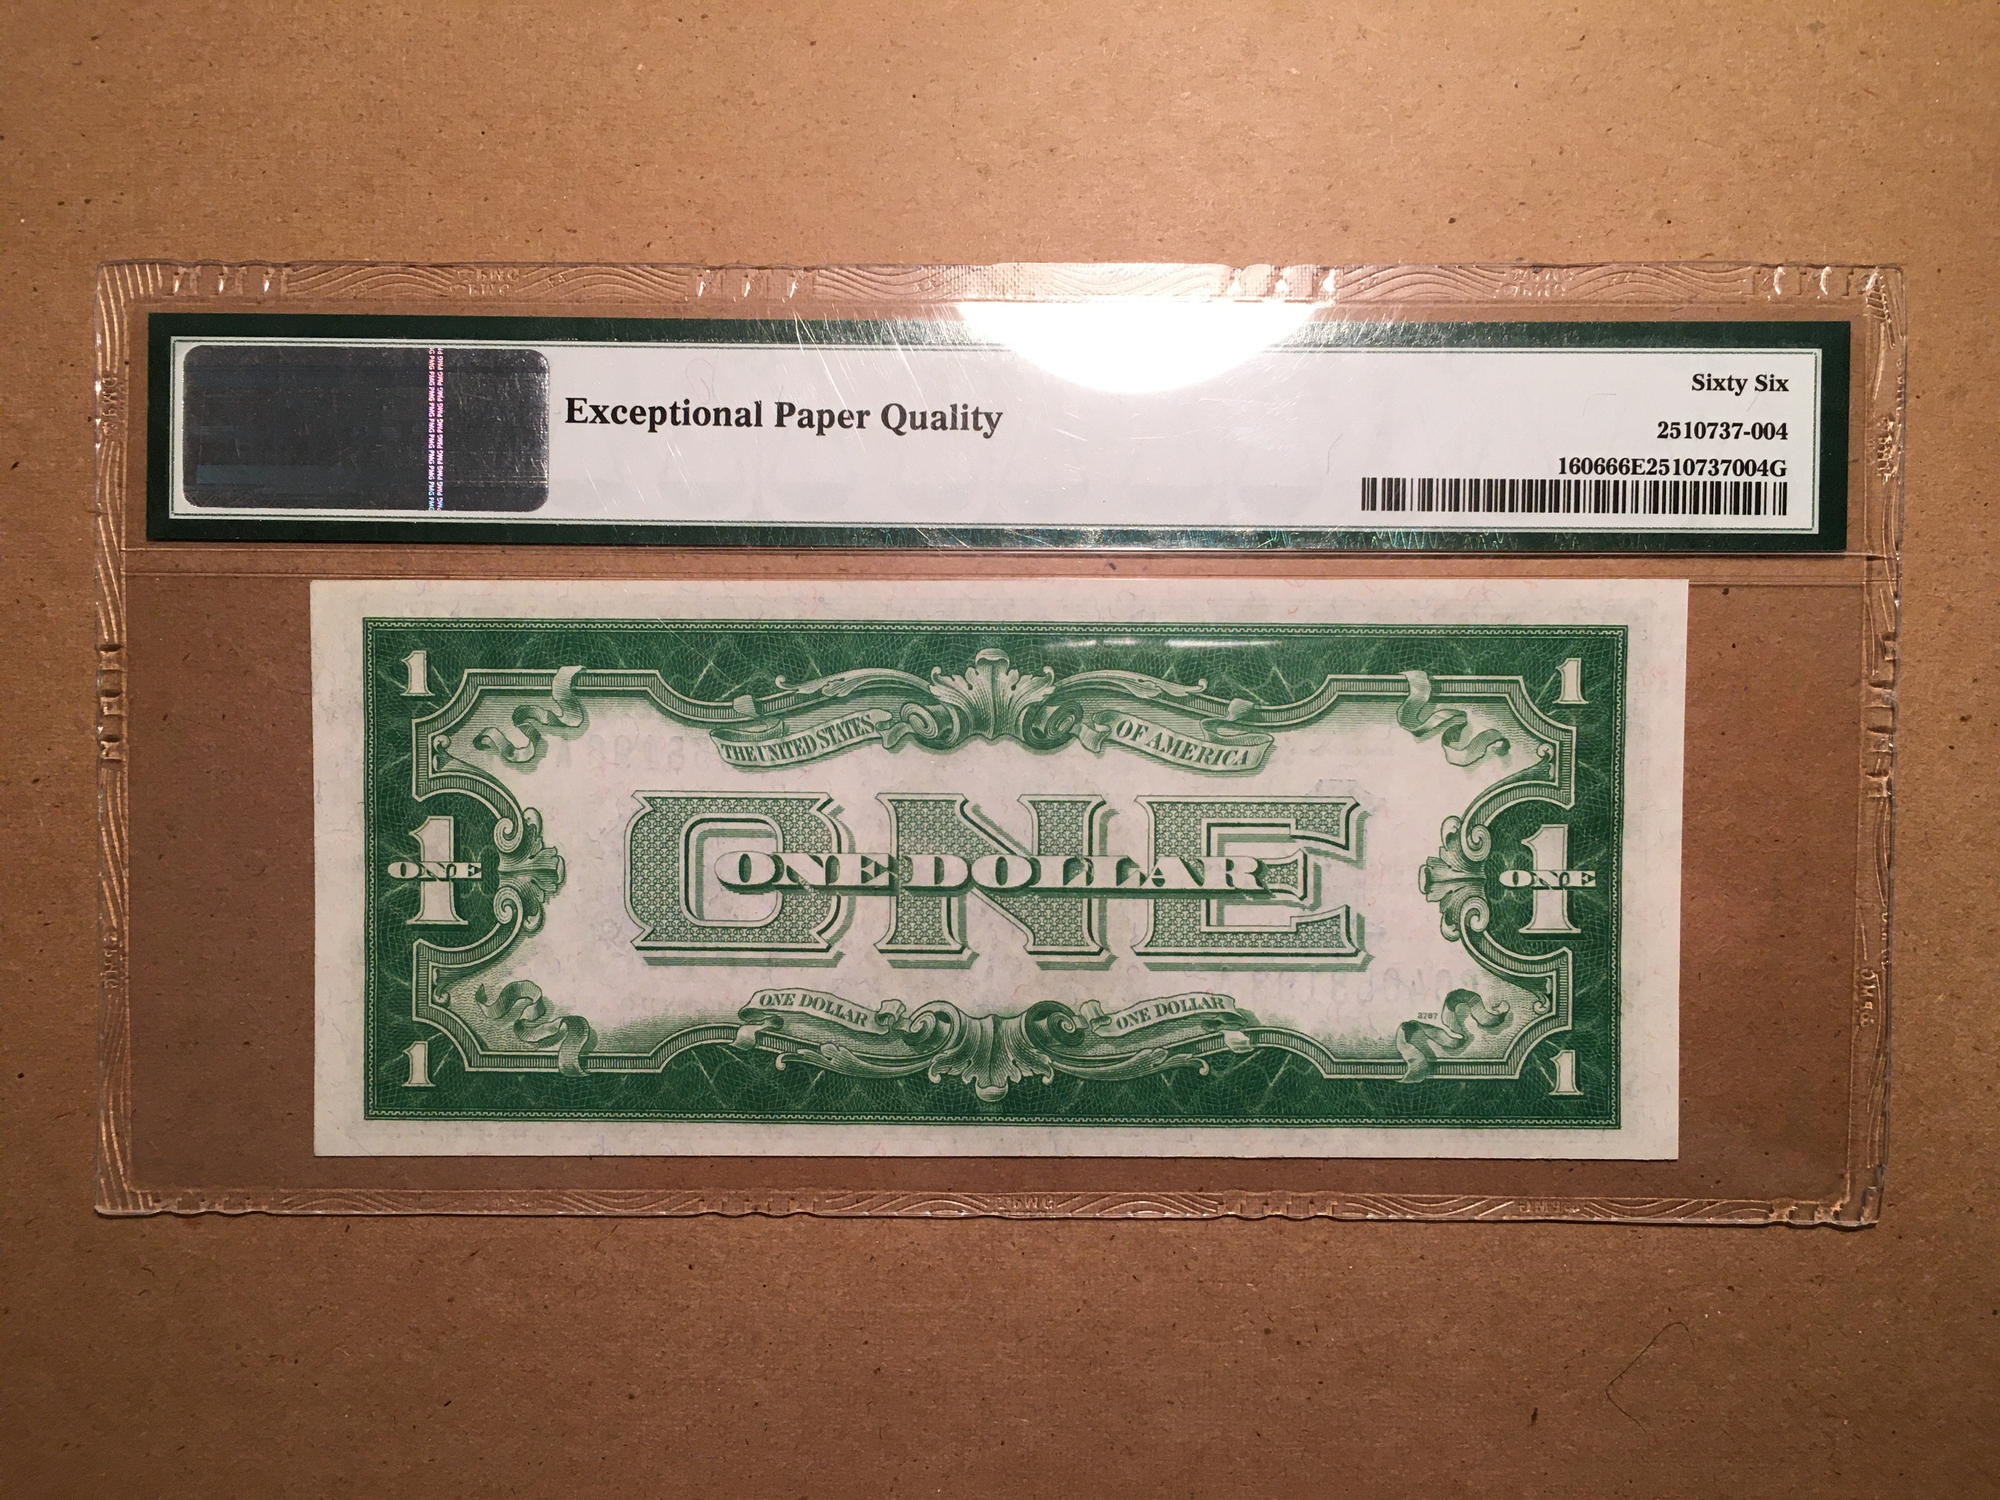 Exceptional Paper Quality
Sixty Six
2510737-004
160666E2510737004G
1
1
THE UNITED STATES
OF AMERICA
ONE
1
ONE
ONE DOLLAR
1
ONE
ONE DOLLAR
ONE DOLLAR
3787
1
1